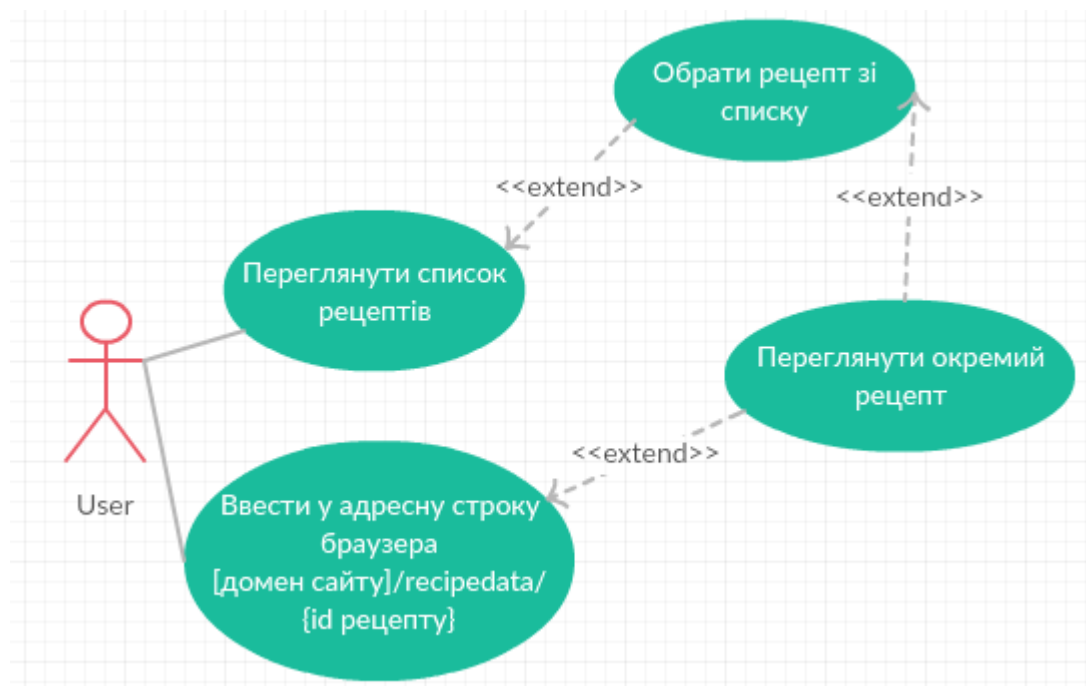 Обрати рецепт зі
списку
<<extend>>
<<extend>>
Переглянути список
рецептів
Переглянути окремий
рецепт
<<extend>>
User
Ввести у адресну строку
браузера
[домен сайту]/recipedata/
{id рецепту}